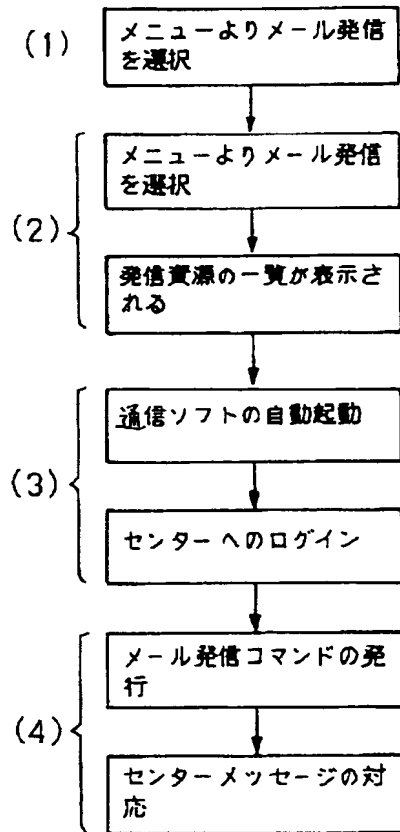 (1)
メニューよりメール発信
を選択
(2)
メニューよりメール発信
を選択
発信資源の一覧が表示さ
れる
(3)
通信ソフトの自動起動
センターへのログイン
(4)
メール発信コマンドの発
行
センターメッセージの対
応